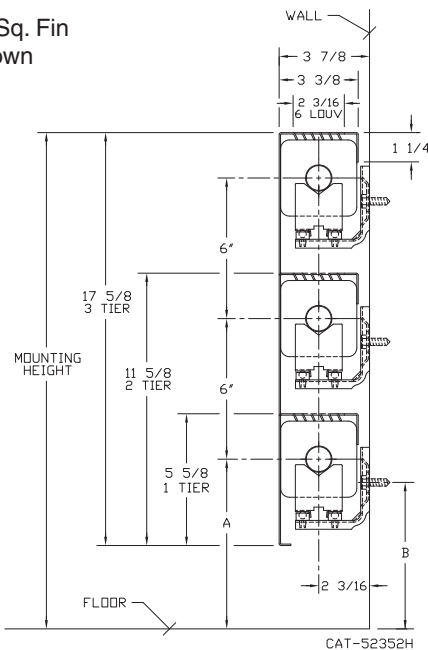 Sq. Fin
own
WALL
3 7/8
3 3/8
2 3/16
6 LOUV
1 1/4
6"
17 5/8
3 TIER
MOUNTING
HEIGHT
11 5/8
2 TIER
6"
5 5/8
1 TIER
A
B
2 3/16
FLOOR
CAT-52352H